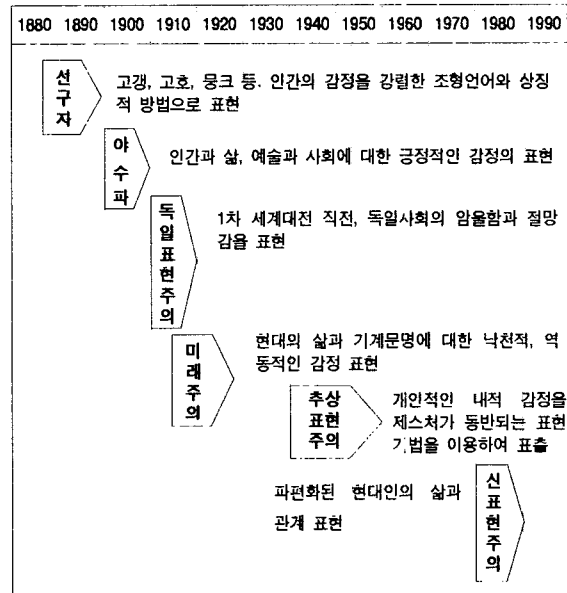 1880 1890 1900 1910 1920 1930 1940 1950 1960 1970 1980 1990
선구자
고갱, 고호, 뭉크 등. 인간의 감정을 강렬한 조형언어와 상징
적 방법으로 표현
야수파
인간과 삶, 예술과 사회에 대한 긍정적인 감정의 표현
독일표현주의
1차 세계대전 직전, 독일사회의 암울함과 절망
감을 표현
미래주의
현대의 삶과 기계문명에 대한 낙천적, 역
동적인 감정 표현
추상
표현
주의
개인적인 내적 감정을
제스처가 동반되는 표현
기법을 이용하여 표출
파편화된 현대인의 삶과
관계 표현
신표현주의